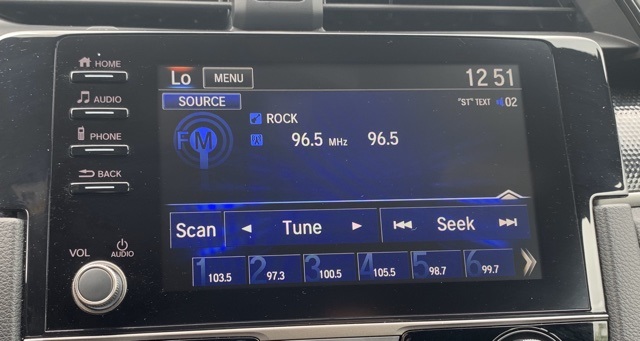 HOME
AUDIO
PHONE
BACK
VOL AUDIO
Lo MENU 12 51
SOURCE "ST" TEXT 02
FM ROCK
96.5 MHz 96.5
Scan Tune Seek
1 103.5 2 97.3 3 100.5 4 105.5 5 98.7 6 99.7